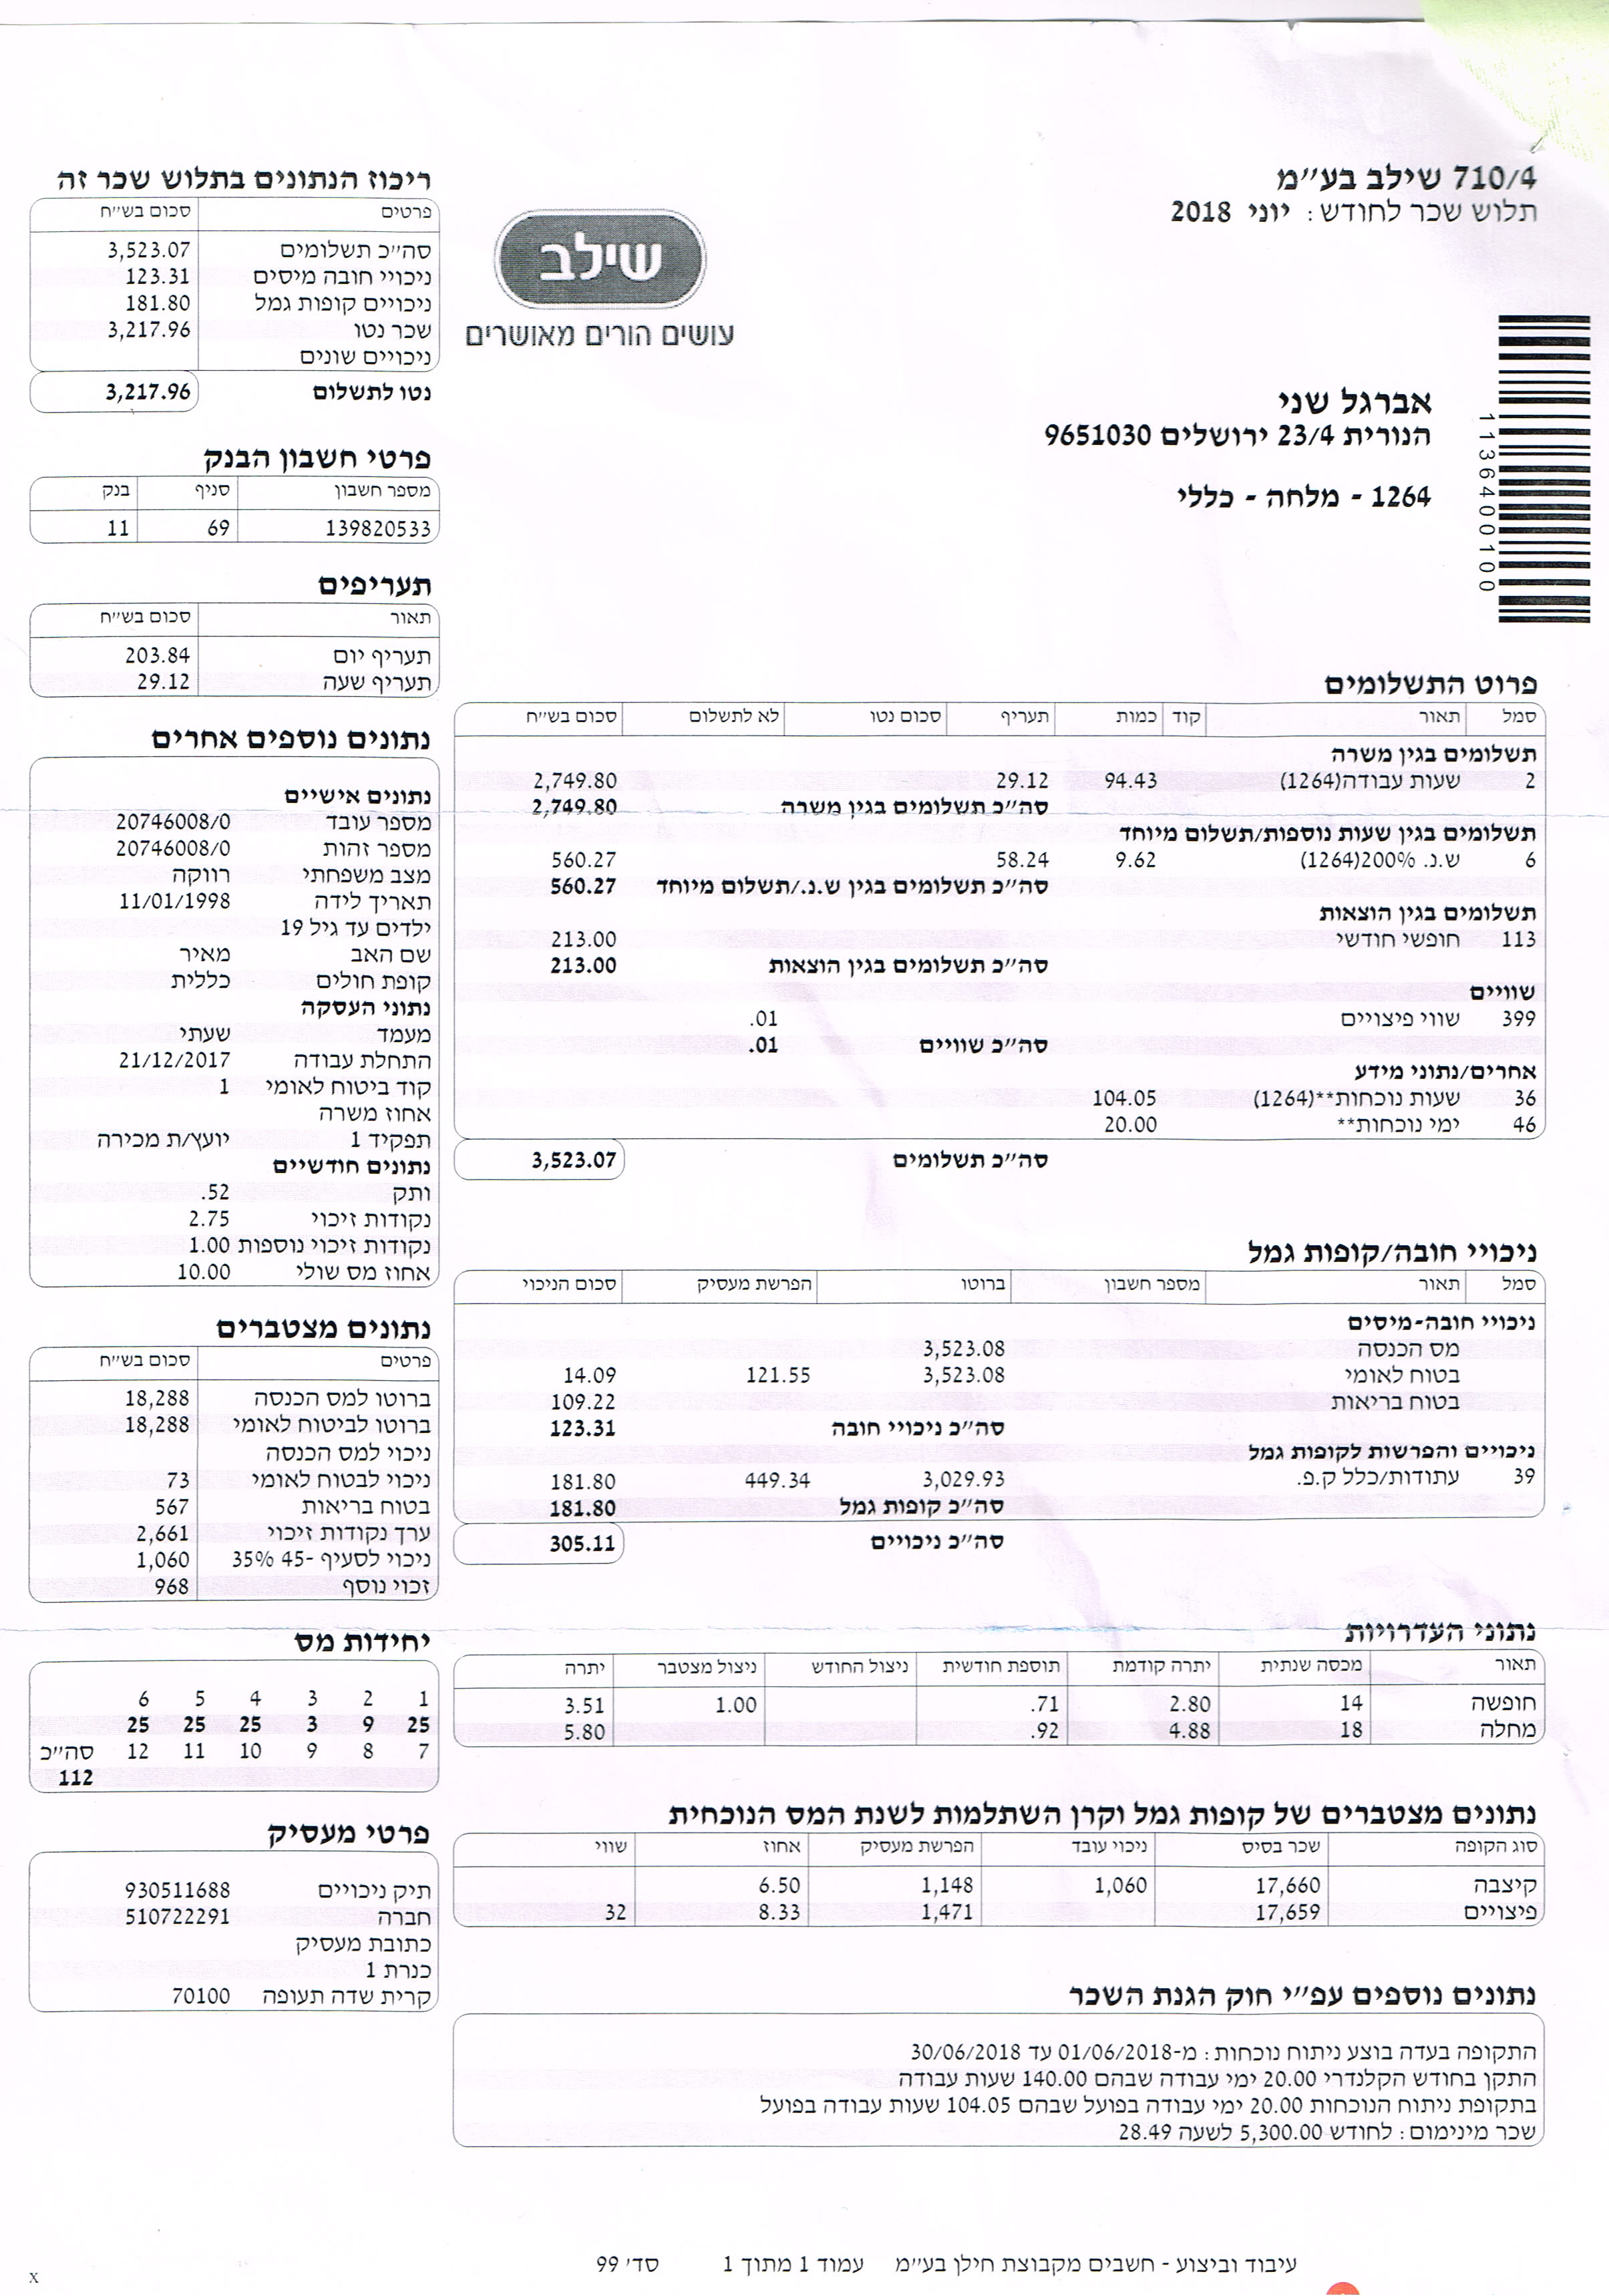 710/4 שילב בע״מ
תלוש שכר לחודש: יוני 2018
שילב
עושים הורים מאושרים
1136400100
אברגל שני
הנורית 23/4 ירושלים 9651030
1264 - מלחה - כללי
פרוט התשלומים
סמל תאור קוד כמות תעריף סכום נטו לא לתשלום סכום בש״ח
תשלומים בגין משרה
2 שעות עבודה(1264) 94.43 29.12 2,749.80
סה״כ תשלומים בגין משרה 2,749.80
תשלומים בגין שעות נוספות/תשלום מיוחד
6 ש.נ. 200%(1264) 9.62 58.24 560.27
סה״כ תשלומים בגין ש.נ./תשלום מיוחד 560.27
תשלומים בגין הוצאות
113 חופשי חודשי 213.00
סה״כ תשלומים בגין הוצאות 213.00
שוויים
399 שווי פיצויים .01
סה״כ שוויים .01
אחרים/נתוני מידע
36 שעות נוכחות**(1264) 104.05
46 ימי נוכחות** 20.00
סה״כ תשלומים 3,523.07
ניכויי חובה/קופות גמל
סמל תאור מספר חשבון ברוטו הפרשת מעסיק סכום הניכוי
ניכויי חובה-מיסים
מס הכנסה 3,523.08
בטוח לאומי 3,523.08 121.55 14.09
בטוח בריאות 109.22
סה״כ ניכויי חובה 123.31
ניכויים והפרשות לקופות גמל
39 עתודות/כלל ק.פ. 3,029.93 449.34 181.80
סה״כ קופות גמל 181.80
סה״כ ניכויים 305.11
נתוני העדרויות
תאור מכסה שנתית יתרה קודמת תוספת חודשית ניצול החודש ניצול מצטבר יתרה
חופשה 14 2.80 .71 1.00 3.51
מחלה 18 4.88 .92 5.80
נתונים מצטברים של קופות גמל וקרן השתלמות לשנת המס הנוכחית
סוג הקופה שכר בסיס ניכוי עובד הפרשת מעסיק אחוז שווי
קיצבה 17,660 1,060 1,148 6.50
פיצויים 17,659 1,471 8.33 32
נתונים נוספים עפ״י חוק הגנת השכר
התקופה בעדה בוצע ניתוח נוכחות: מ-01/06/2018 עד 30/06/2018
התקן בחודש הקלנדרי 20.00 ימי עבודה שבהם 140.00 שעות עבודה
בתקופת ניתוח הנוכחות 20.00 ימי עבודה בפועל שבהם 104.05 שעות עבודה בפועל
שכר מינימום: לחודש 5,300.00 לשעה 28.49
ריכוז הנתונים בתלוש שכר זה
פרטים סכום בש״ח
סה״כ תשלומים 3,523.07
ניכויי חובה מיסים 123.31
ניכויים קופות גמל 181.80
שכר נטו 3,217.96
ניכויים שונים
נטו לתשלום 3,217.96
פרטי חשבון הבנק
מספר חשבון סניף בנק
139820533 69 11
תעריפים
תאור סכום בש״ח
תעריף יום 203.84
תעריף שעה 29.12
נתונים נוספים אחרים
נתונים אישיים
מספר עובד 20746008/0
מספר זהות 20746008/0
מצב משפחתי רווקה
תאריך לידה 11/01/1998
ילדים עד גיל 19
שם האב מאיר
קופת חולים כללית
נתוני העסקה
מעמד שעתי
התחלת עבודה 21/12/2017
קוד ביטוח לאומי 1
אחוז משרה
תפקיד 1 יועץ/ת מכירה
נתונים חודשיים
ותק .52
נקודות זיכוי 2.75
נקודות זיכוי נוספות 1.00
אחוז מס שולי 10.00
נתונים מצטברים
פרטים סכום בש״ח
ברוטו למס הכנסה 18,288
ברוטו לביטוח לאומי 18,288
ניכוי למס הכנסה
ניכוי לבטוח לאומי 73
בטוח בריאות 567
ערך נקודות זיכוי 2,661
ניכוי לסעיף -45 35% 1,060
זכוי נוסף 968
יחידות מס
1 2 3 4 5 6
25 9 3 25 25 25
7 8 9 10 11 12 סה״כ
112
פרטי מעסיק
תיק ניכויים 930511688
חברה 510722291
כתובת מעסיק
כנרת 1
קרית שדה תעופה 70100
עיבוד וביצוע - חשבים מקבוצת חילן בע״מ עמוד 1 מתוך 1 סד׳ 99
x